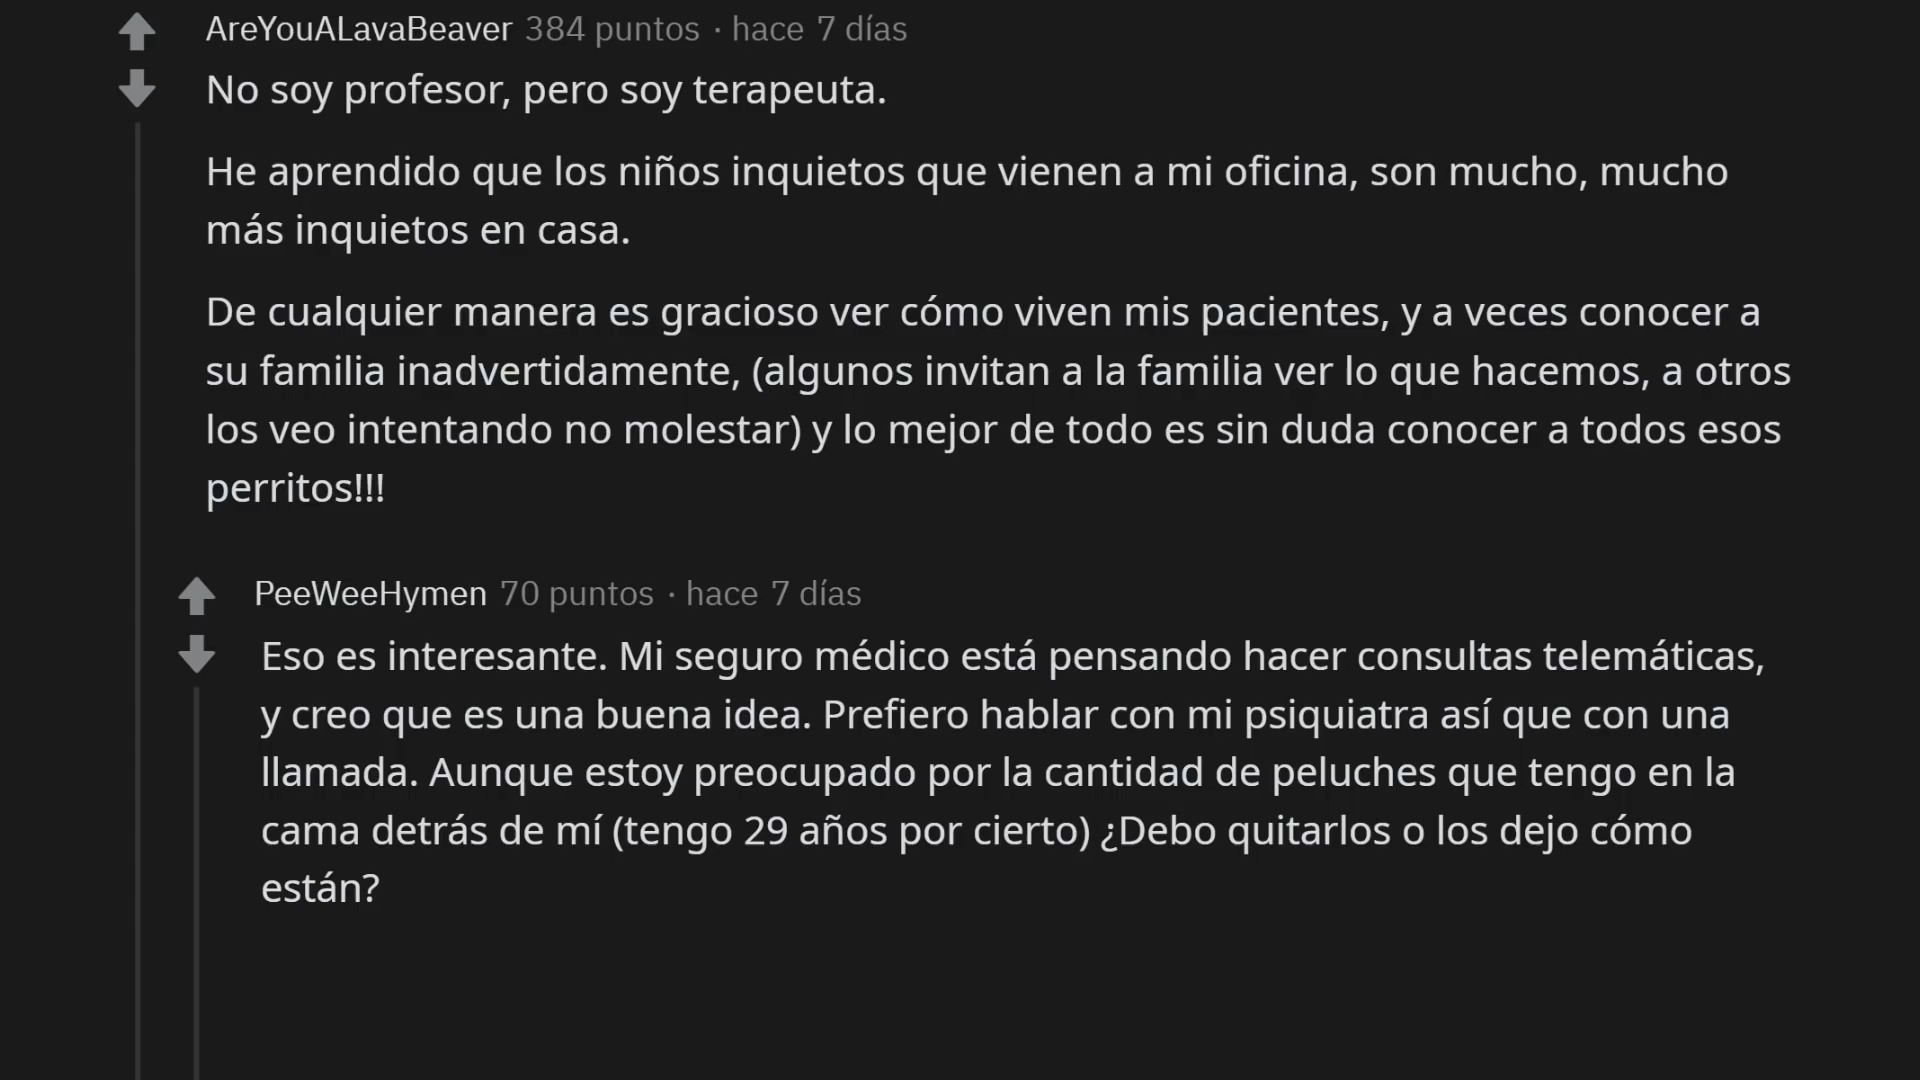 AreYouALavaBeaver 384 puntos · hace 7 días
No soy profesor, pero soy terapeuta.
He aprendido que los niños inquietos que vienen a mi oficina, son mucho, mucho
más inquietos en casa.
De cualquier manera es gracioso ver cómo viven mis pacientes, y a veces conocer a
su familia inadvertidamente, (algunos invitan a la familia ver lo que hacemos, a otros
los veo intentando no molestar) y lo mejor de todo es sin duda conocer a todos esos
perritos!!!
PeeWeeHymen 70 puntos · hace 7 días
Eso es interesante. Mi seguro médico está pensando hacer consultas telemáticas,
y creo que es una buena idea. Prefiero hablar con mi psiquiatra así que con una
llamada. Aunque estoy preocupado por la cantidad de peluches que tengo en la
cama detrás de mí (tengo 29 años por cierto) ¿Debo quitarlos o los dejo cómo
están?